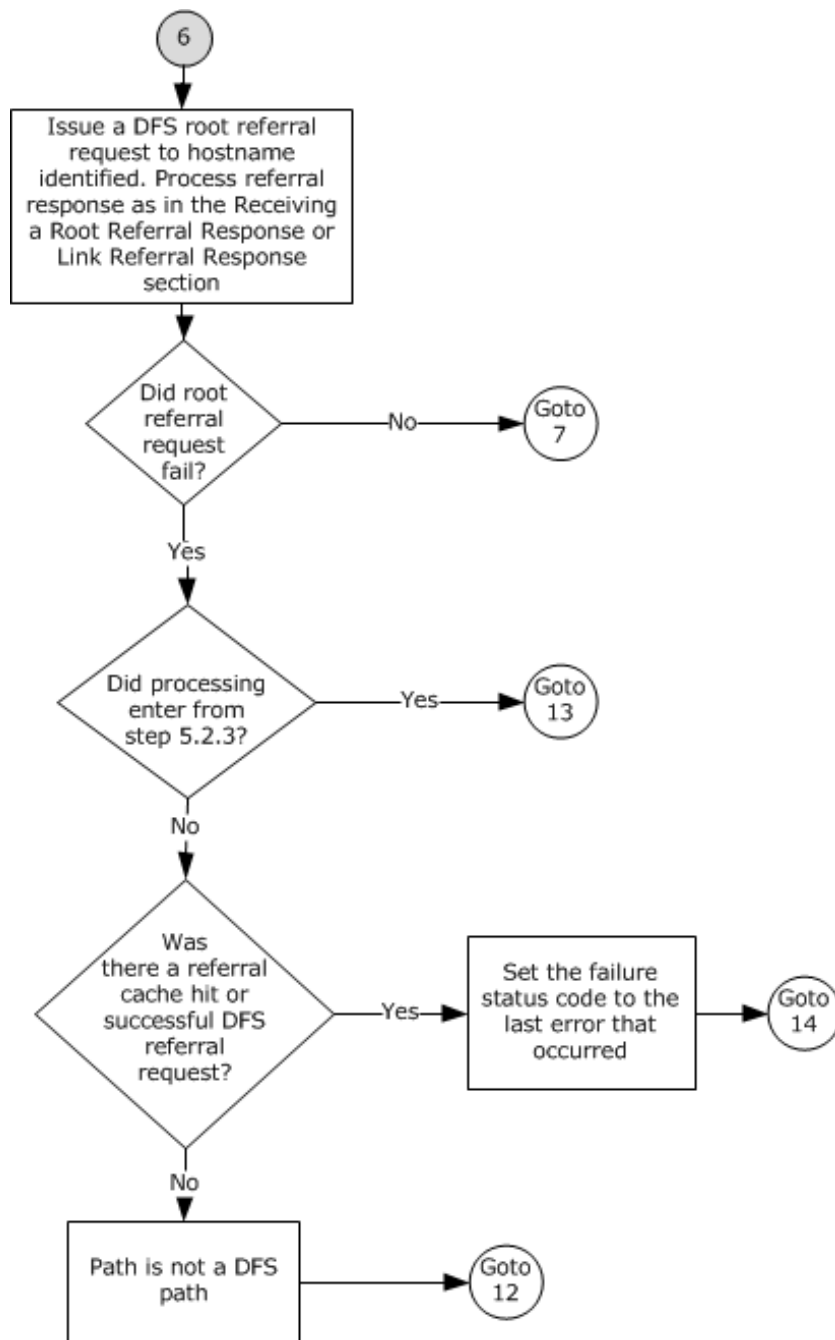 6
Issue a DFS root referral
request to hostname
identified. Process referral
response as in the Receiving
a Root Referral Response or
Link Referral Response
section
Did root
referral
request
fail?
No
Goto
7
Yes
Did processing
enter from
step 5.2.3?
Yes
Goto
13
No
Was
there a referral
cache hit or
successful DFS
referral
request?
Yes
Set the failure
status code to the
last error that
occurred
Goto
14
No
Path is not a DFS
path
Goto
12